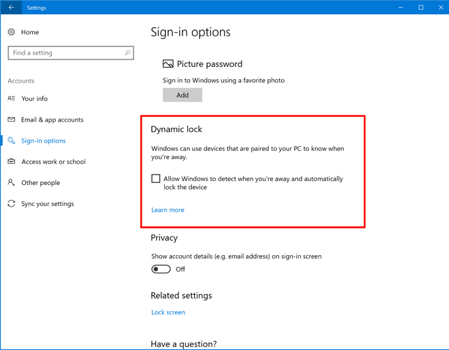 Settings
Home
Sign-in options
Find a setting
Picture password
Sign in to Windows using a favorite photo
Add
Accounts
Your info
Email & app accounts
Sign-in options
Access work or school
Other people
Sync your settings
Dynamic lock
Windows can use devices that are paired to your PC to know when
you're away.
Allow Windows to detect when you're away and automatically
lock the device
Learn more
Privacy
Show account details (e.g. email address) on sign-in screen
Off
Related settings
Lock screen
Have a question?